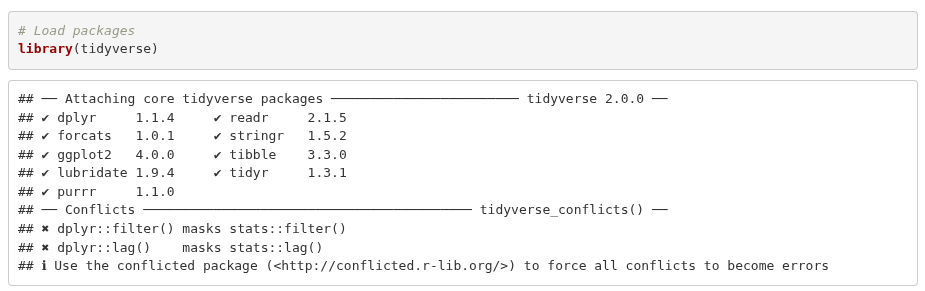 # Load packages
library(tidyverse)
## ── Attaching core tidyverse packages ──────────────────────── tidyverse 2.0.0 ──
## ✔ dplyr     1.1.4     ✔ readr     2.1.5
## ✔ forcats   1.0.1     ✔ stringr   1.5.2
## ✔ ggplot2   4.0.0     ✔ tibble    3.3.0
## ✔ lubridate 1.9.4     ✔ tidyr     1.3.1
## ✔ purrr     1.1.0
## ── Conflicts ────────────────────────────────────────── tidyverse_conflicts() ──
## ✖ dplyr::filter() masks stats::filter()
## ✖ dplyr::lag()    masks stats::lag()
## ℹ Use the conflicted package (<http://conflicted.r-lib.org/>) to force all conflicts to become errors